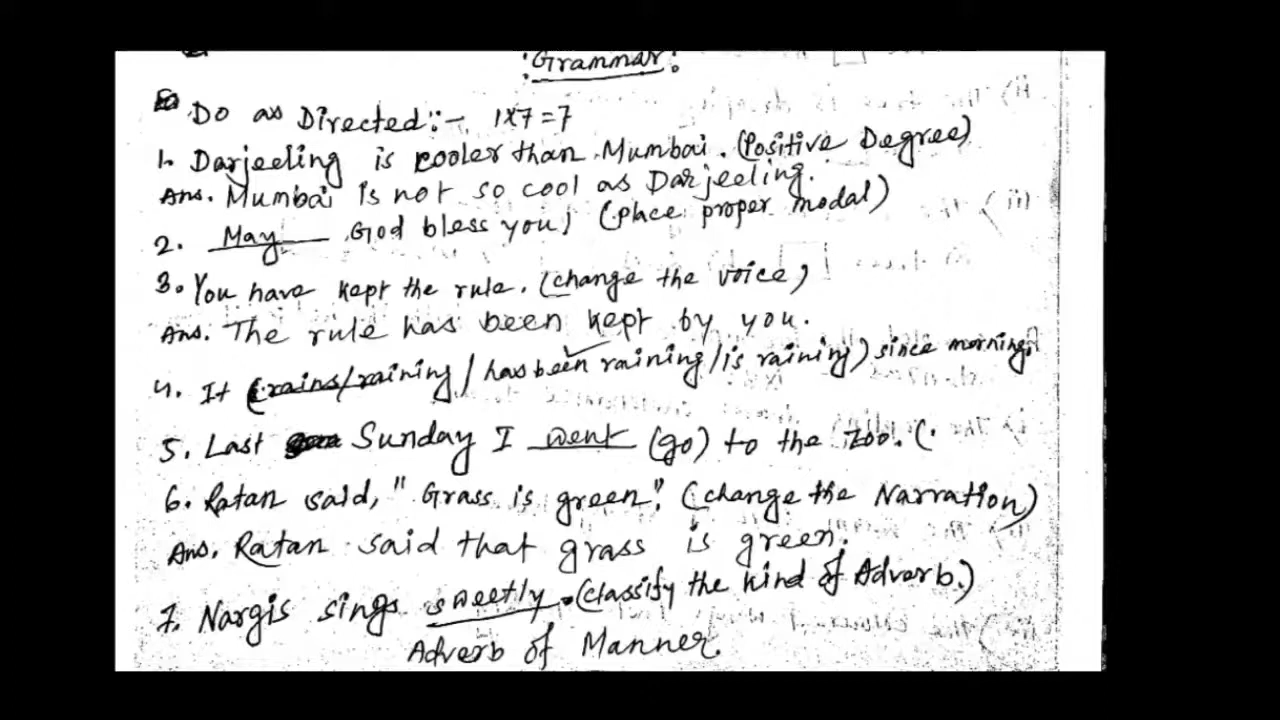 :Grammar:
Do as Directed:- 1x7=7
1. Darjeeling is cooler than Mumbai. (Positive Degree)
Ans. Mumbai is not so cool as Darjeeling.
2. May God bless you! (place proper modal)
3. You have kept the rule. (change the voice)
Ans. The rule has been kept by you.
4. It (rains/raining/has been raining/is raining) since morning.
5. Last Sunday I went (go) to the zoo. (.
6. Ratan said, "Grass is green". (change the Narration)
Ans. Ratan said that grass is green.
7. Nargis sings sweetly. (classify the kind of Adverb.)
Adverb of Manner.